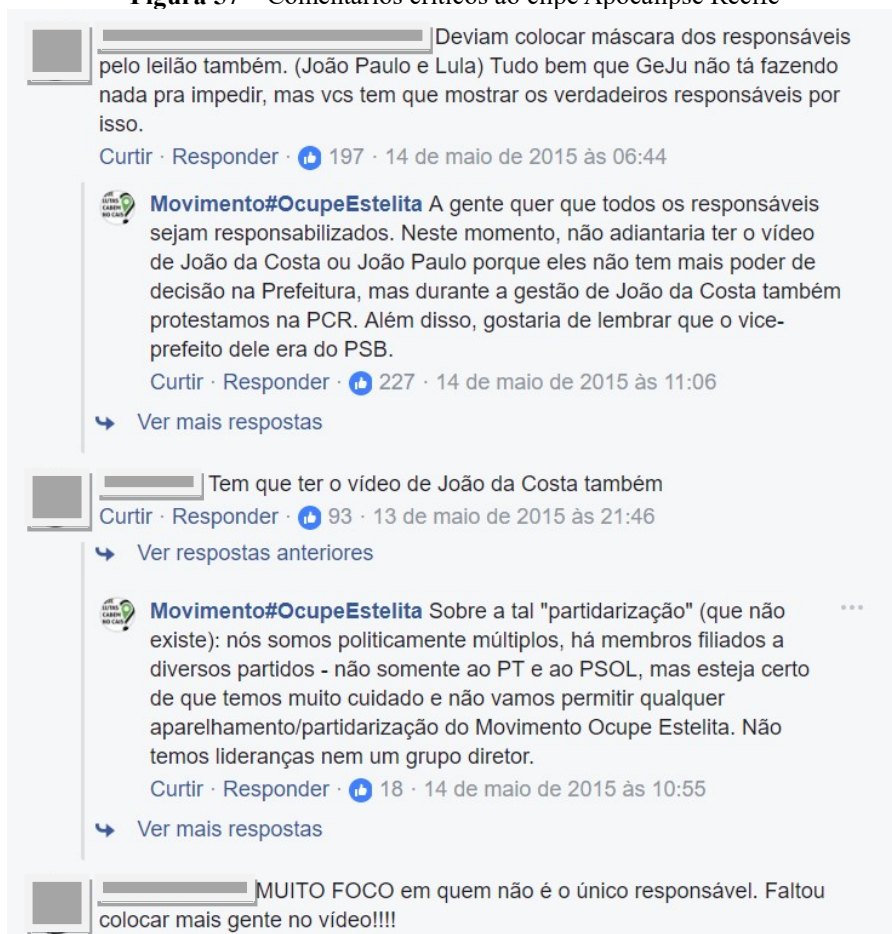 Figura 37 – Comentários críticos ao clipe Apocalipse Recife
Deviam colocar máscara dos responsáveis
pelo leilão também. (João Paulo e Lula) Tudo bem que GeJu não tá fazendo
nada pra impedir, mas vcs tem que mostrar os verdadeiros responsáveis por
isso.
Curtir · Responder · 197 · 14 de maio de 2015 às 06:44
Movimento#OcupeEstelita A gente quer que todos os responsáveis
sejam responsabilizados. Neste momento, não adiantaria ter o vídeo
de João da Costa ou João Paulo porque eles não tem mais poder de
decisão na Prefeitura, mas durante a gestão de João da Costa também
protestamos na PCR. Além disso, gostaria de lembrar que o vice-
prefeito dele era do PSB.
Curtir · Responder · 227 · 14 de maio de 2015 às 11:06
Ver mais respostas
Tem que ter o vídeo de João da Costa também
Curtir · Responder · 93 · 13 de maio de 2015 às 21:46
Ver respostas anteriores
Movimento#OcupeEstelita Sobre a tal "partidarização" (que não
existe): nós somos politicamente múltiplos, há membros filiados a
diversos partidos - não somente ao PT e ao PSOL, mas esteja certo
de que temos muito cuidado e não vamos permitir qualquer
aparelhamento/partidarização do Movimento Ocupe Estelita. Não
temos lideranças nem um grupo diretor.
Curtir · Responder · 18 · 14 de maio de 2015 às 10:55
Ver mais respostas
MUITO FOCO em quem não é o único responsável. Faltou
colocar mais gente no vídeo!!!!